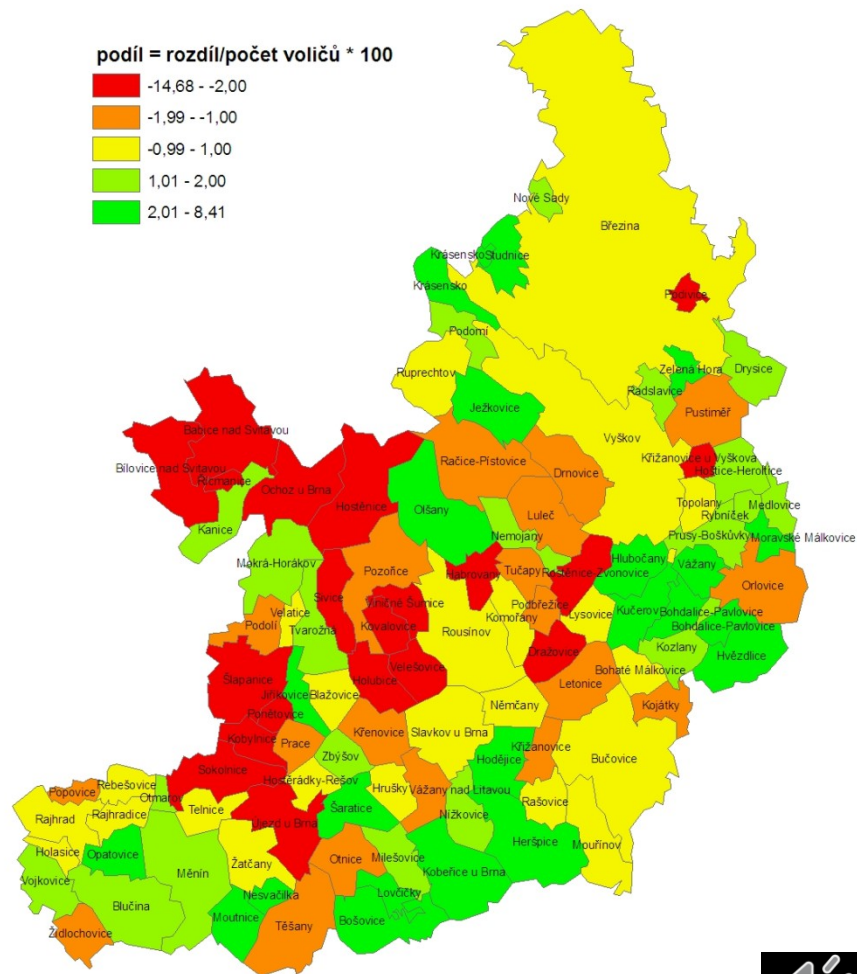 podíl = rozdíl/počet voličů * 100
-14,68 - -2,00
-1,99 - -1,00
-0,99 - 1,00
1,01 - 2,00
2,01 - 8,41
Nové Sady
Březina
Krásensko
Studnice
Krásensko
Podivice
Podomí
Zelená Hora
Drysice
Ruprechtov
Radslavice
Pustiměř
Ježkovice
Babice nad Svitavou
Vyškov
Křižanovice u Vyškova
Račice-Pístovice
Drnovice
Bílovice nad Svitavou
Hoštice-Heroltice
Řícmanice
Ochoz u Brna
Topolany
Medlovice
Hostěnice
Olšany
Luleč
Rybníček
Kanice
Nemojany
Prusy-Boškůvky
Moravské Málkovice
Hlubočany
Mokrá-Horákov
Pozořice
Habrovany
Tučapy
Rostěnice-Zvonovice
Vážany
Orlovice
Sivice
Viničné Šumice
Podbřežice
Kučerov
Bohdalice-Pavlovice
Velatice
Podolí
Kovalovice
Komořany
Lysovice
Bohdalice-Pavlovice
Tvarožná
Rousínov
Kozlany
Hvězdlice
Dražovice
Velešovice
Bohaté Málkovice
Šlapanice
Holubice
Letonice
Jiříkovice
Blažovice
Němčany
Kojátky
Ponětovice
Kobylnice
Prace
Křenovice
Slavkov u Brna
Křižanovice
Zbýšov
Hodějice
Bučovice
Sokolnice
Hostěrádky-Rešov
Rebešovice
Popovice
Hrušky
Vážany nad Litavou
Otmarov
Rašovice
Telnice
Šaratice
Rajhrad
Rajhradice
Újezd u Brna
Nížkovice
Heršpice
Mouřínov
Holasice
Opatovice
Žatčany
Otnice
Milešovice
Kobeřice u Brna
Vojkovice
Měnín
Nesvačilka
Lovčičky
Blučina
Moutnice
Bošovice
Těšany
Židlochovice